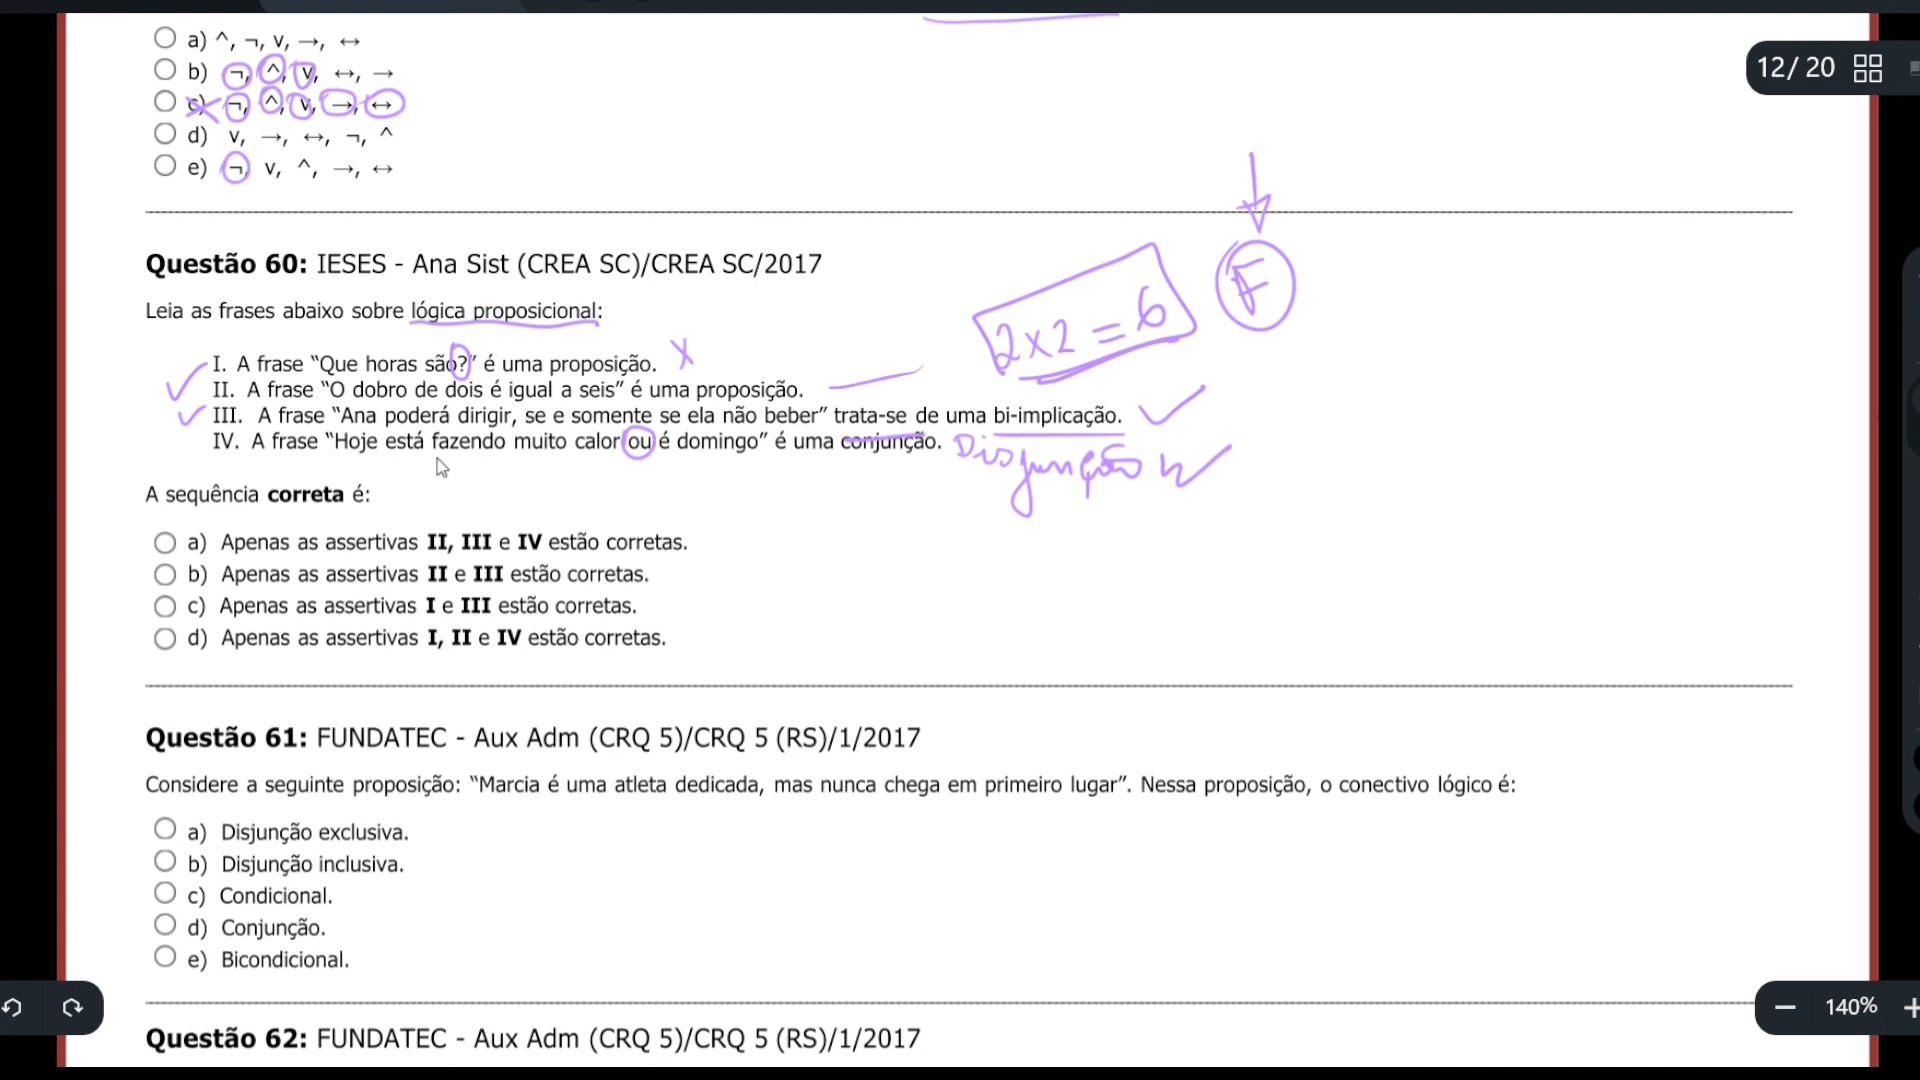 a) ^, ¬, v, →, ↔
b) ¬, ^, v, ↔, →
12/ 20
c) ¬, ^, v, →, ↔
d) v, →, ↔, ¬, ^
e) ¬, v, ^, →, ↔
Questão 60: IESES - Ana Sist (CREA SC)/CREA SC/2017
F
Leia as frases abaixo sobre lógica proposicional:
2x2 = 6
I. A frase “Que horas são?” é uma proposição. X
II. A frase “O dobro de dois é igual a seis” é uma proposição.
III. A frase “Ana poderá dirigir, se e somente se ela não beber” trata-se de uma bi-implicação.
IV. A frase “Hoje está fazendo muito calor ou é domingo” é uma conjunção. Disjunção
A sequência correta é:
a) Apenas as assertivas II, III e IV estão corretas.
b) Apenas as assertivas II e III estão corretas.
c) Apenas as assertivas I e III estão corretas.
d) Apenas as assertivas I, II e IV estão corretas.
Questão 61: FUNDATEC - Aux Adm (CRQ 5)/CRQ 5 (RS)/1/2017
Considere a seguinte proposição: “Marcia é uma atleta dedicada, mas nunca chega em primeiro lugar”. Nessa proposição, o conectivo lógico é:
a) Disjunção exclusiva.
b) Disjunção inclusiva.
c) Condicional.
d) Conjunção.
e) Bicondicional.
140%
Questão 62: FUNDATEC - Aux Adm (CRQ 5)/CRQ 5 (RS)/1/2017